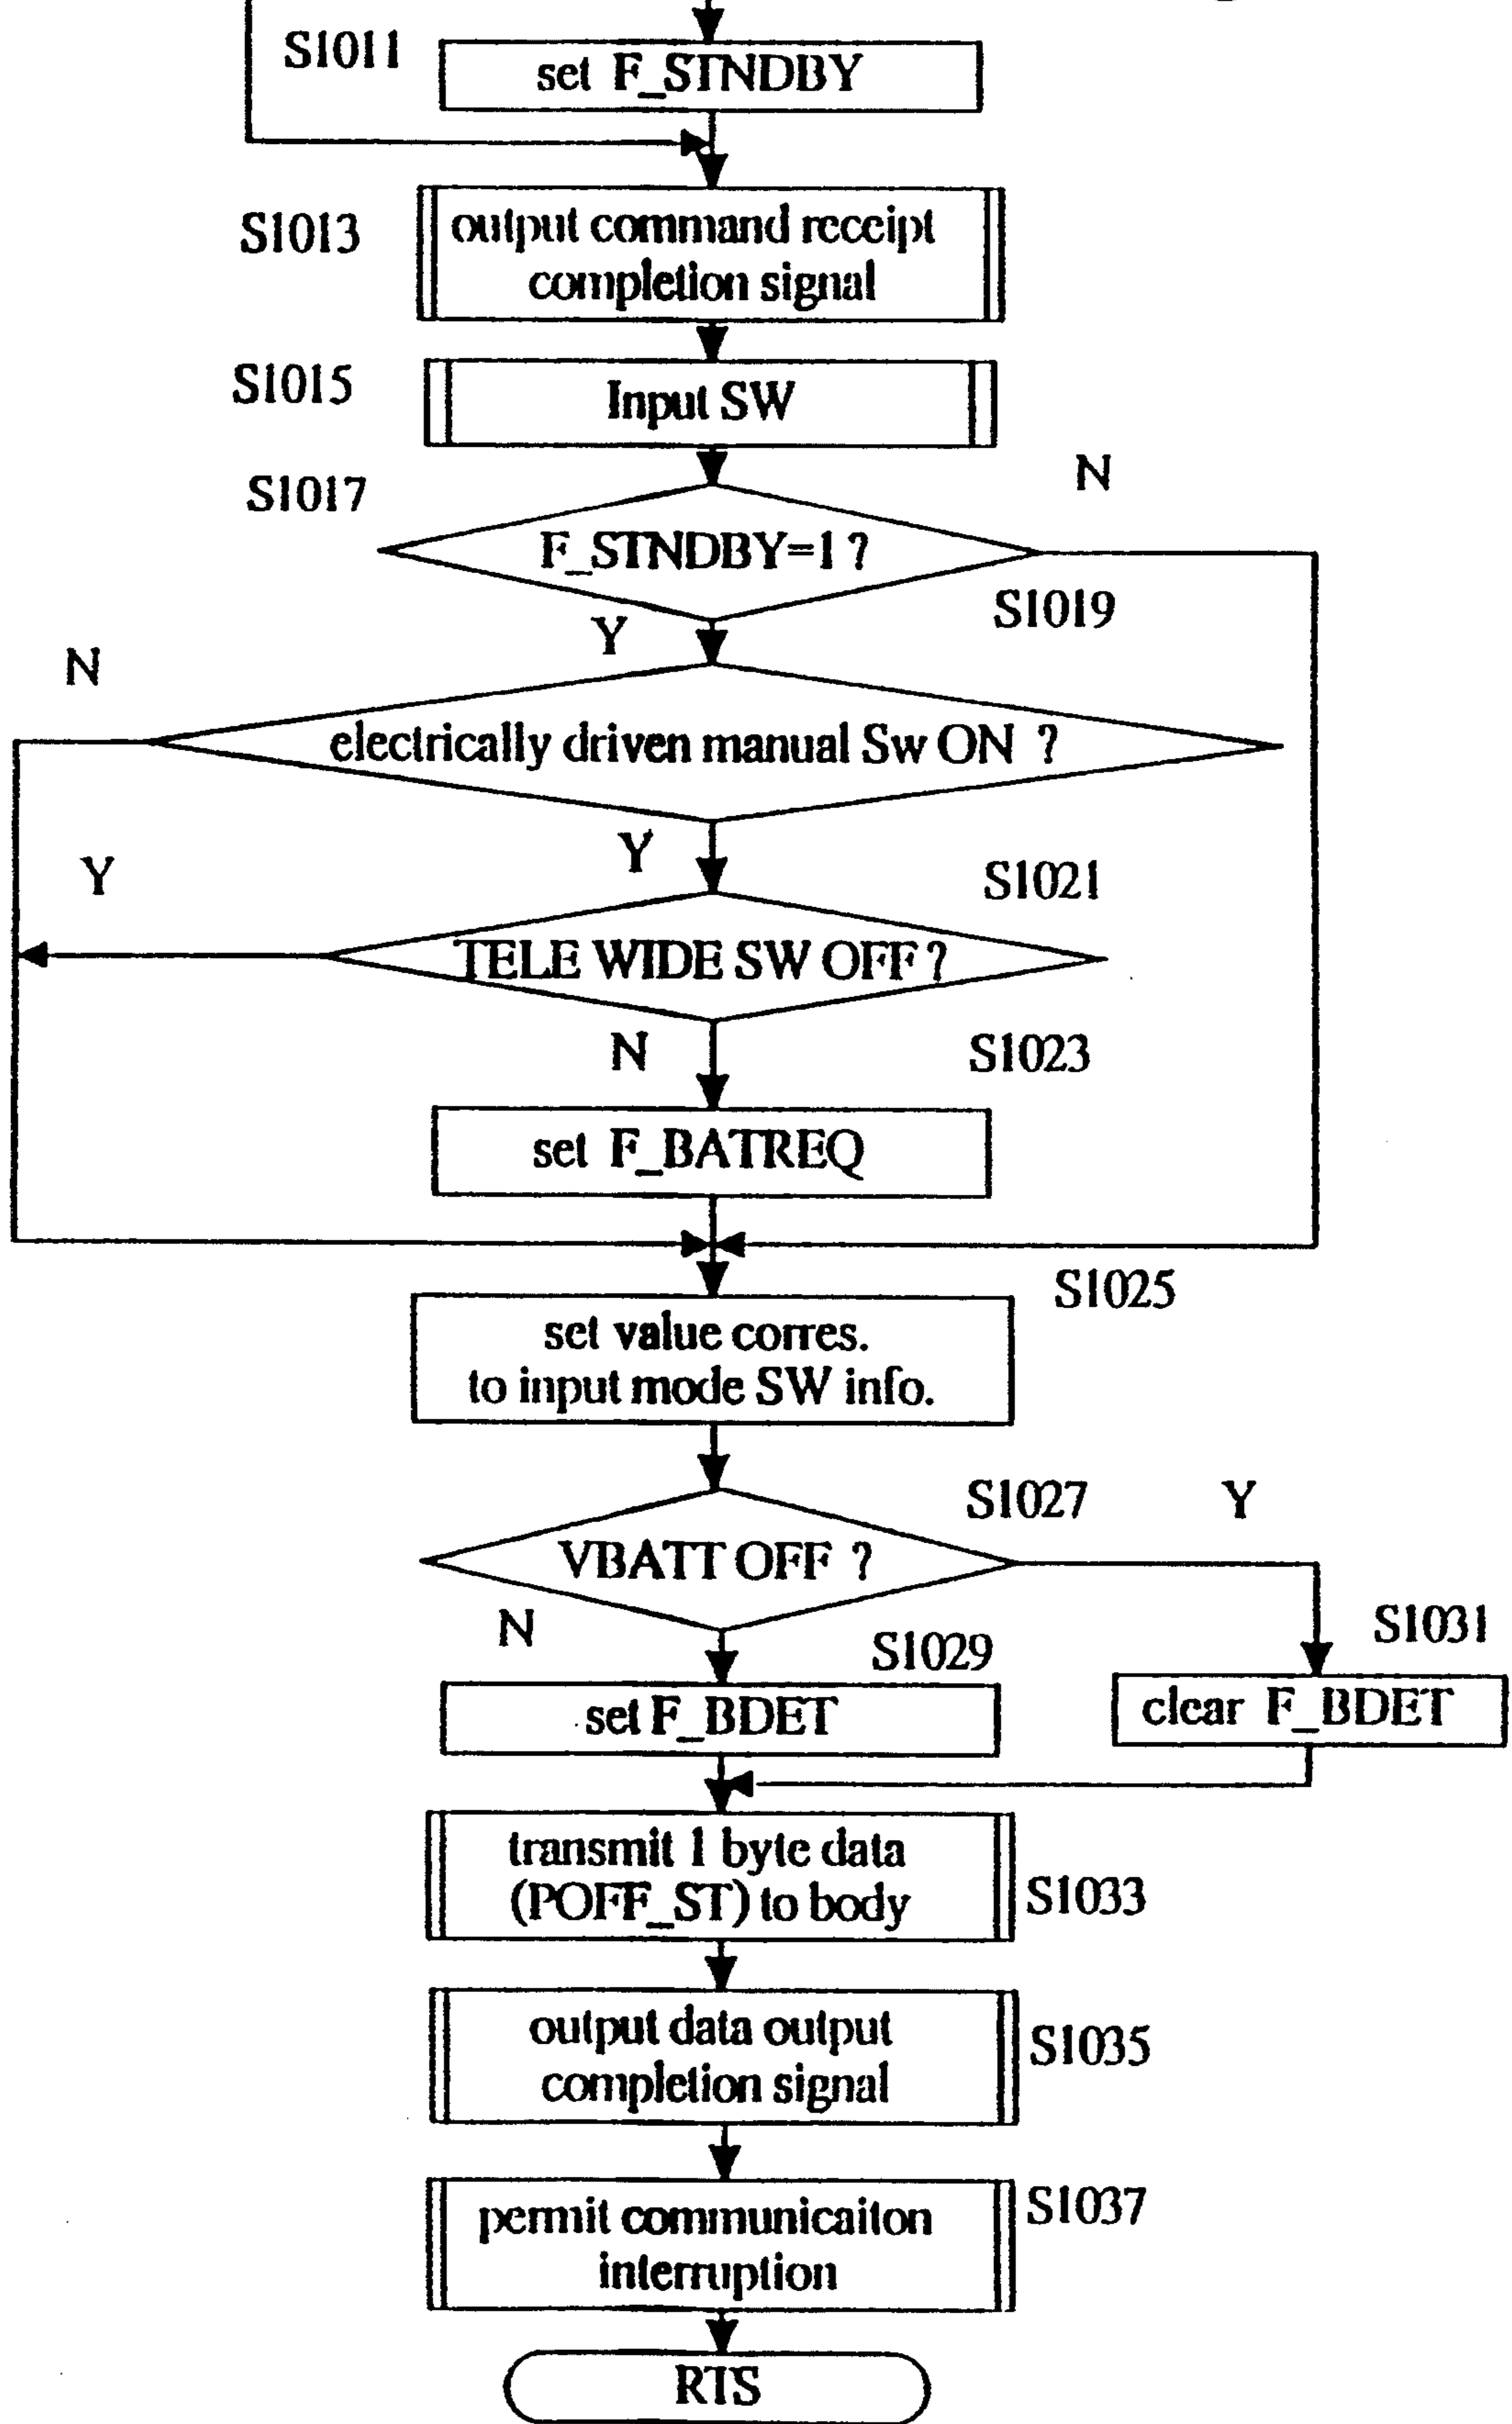 S1011
set F_STNDBY
S1013
output command receipt
completion signal
S1015
Input SW
S1017
N
F_STNDBY=1 ?
S1019
Y
N
electrically driven manual Sw ON ?
Y
Y
S1021
TELE WIDE SW OFF ?
N
S1023
set F_BATREQ
S1025
set value corres.
to input mode SW info.
S1027
Y
VBATT OFF ?
N
S1029
S1031
set F_BDET
clear F_BDET
transmit 1 byte data
(POFF_ST) to body
S1033
output data output
completion signal
S1035
permit communicaiton
interruption
S1037
RTS